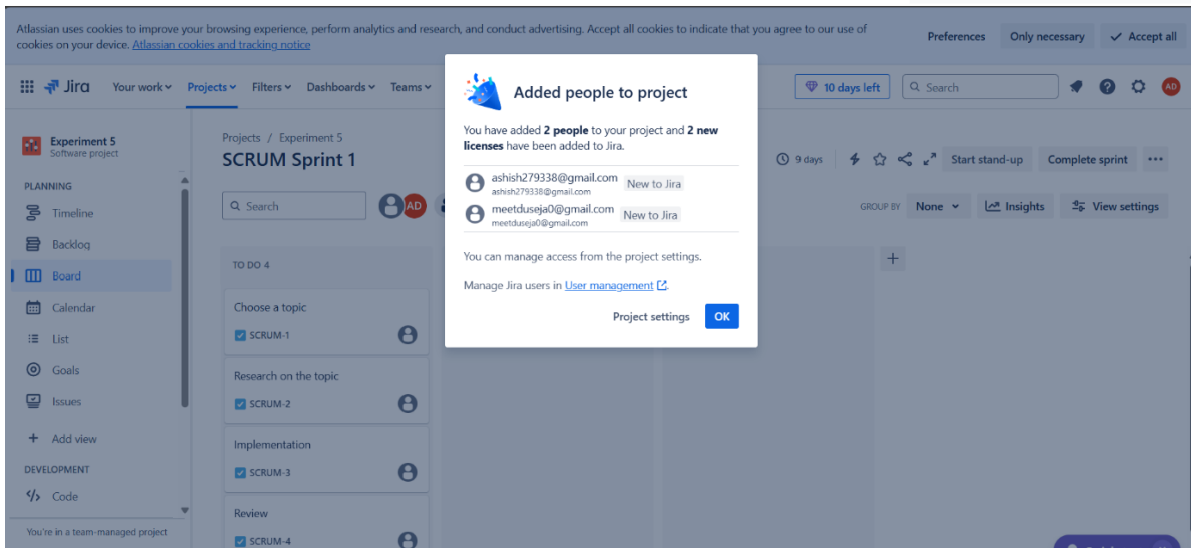 Atlassian uses cookies to improve your browsing experience, perform analytics and research, and conduct advertising. Accept all cookies to indicate that you agree to our use of
cookies on your device. Atlassian cookies and tracking notice
Preferences
Only necessary
Accept all
Jira
Your work
Projects
Filters
Dashboards
Teams
10 days left
Search
AD
Experiment 5
Software project
PLANNING
Timeline
Backlog
Board
Calendar
List
Goals
Issues
Add view
DEVELOPMENT
Code
You're in a team-managed project
Projects / Experiment 5
SCRUM Sprint 1
9 days
Start stand-up
Complete sprint
Search
AD
GROUP BY
None
Insights
View settings
TO DO 4
Choose a topic
SCRUM-1
Research on the topic
SCRUM-2
Implementation
SCRUM-3
Review
SCRUM-4
Added people to project
You have added 2 people to your project and 2 new
licenses have been added to Jira.
ashish279338@gmail.com New to Jira
ashish279338@gmail.com
meetduseja0@gmail.com New to Jira
meetduseja0@gmail.com
You can manage access from the project settings.
Manage Jira users in User management.
Project settings
OK